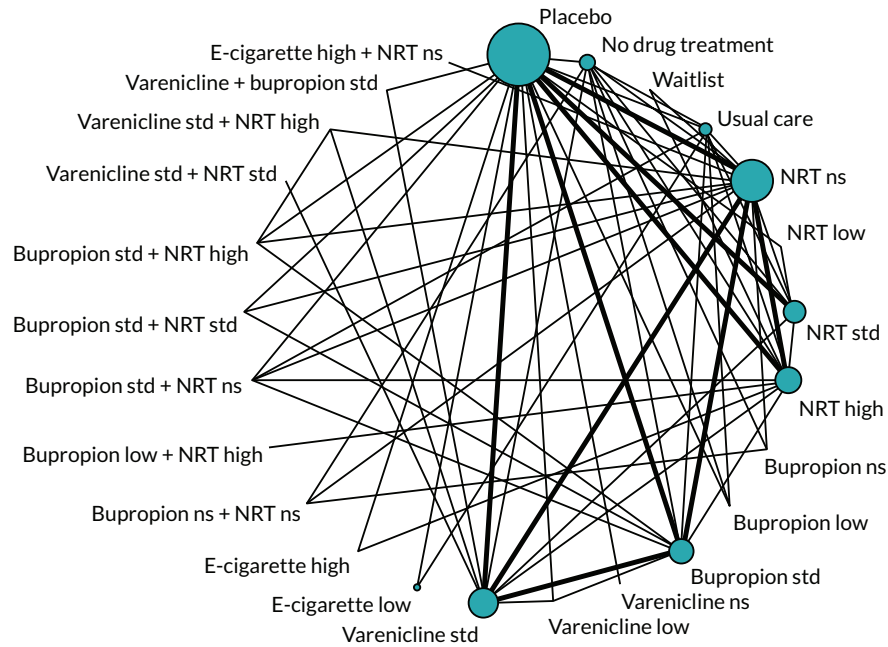 Placebo
No drug treatment
Waitlist
Usual care
NRT ns
NRT low
NRT std
NRT high
Bupropion ns
Bupropion low
Bupropion std
Varenicline ns
Varenicline low
Varenicline std
E-cigarette low
E-cigarette high
Bupropion ns + NRT ns
Bupropion low + NRT high
Bupropion std + NRT ns
Bupropion std + NRT std
Bupropion std + NRT high
Varenicline std + NRT std
Varenicline std + NRT high
Varenicline + bupropion std
E-cigarette high + NRT ns